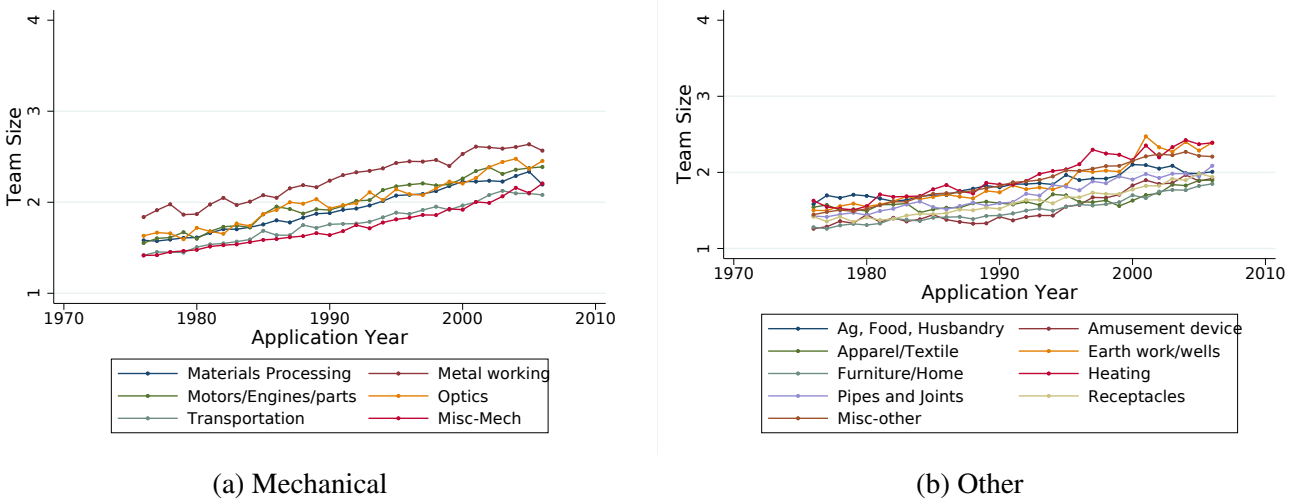 4
3
2
1
Team Size
1970 1980 1990 2000 2010
Application Year
Materials Processing Metal working
Motors/Engines/parts Optics
Transportation Misc-Mech
(a) Mechanical
4
3
2
1
Team Size
1970 1980 1990 2000 2010
Application Year
Ag, Food, Husbandry Amusement device
Apparel/Textile Earth work/wells
Furniture/Home Heating
Pipes and Joints Receptacles
Misc-other
(b) Other